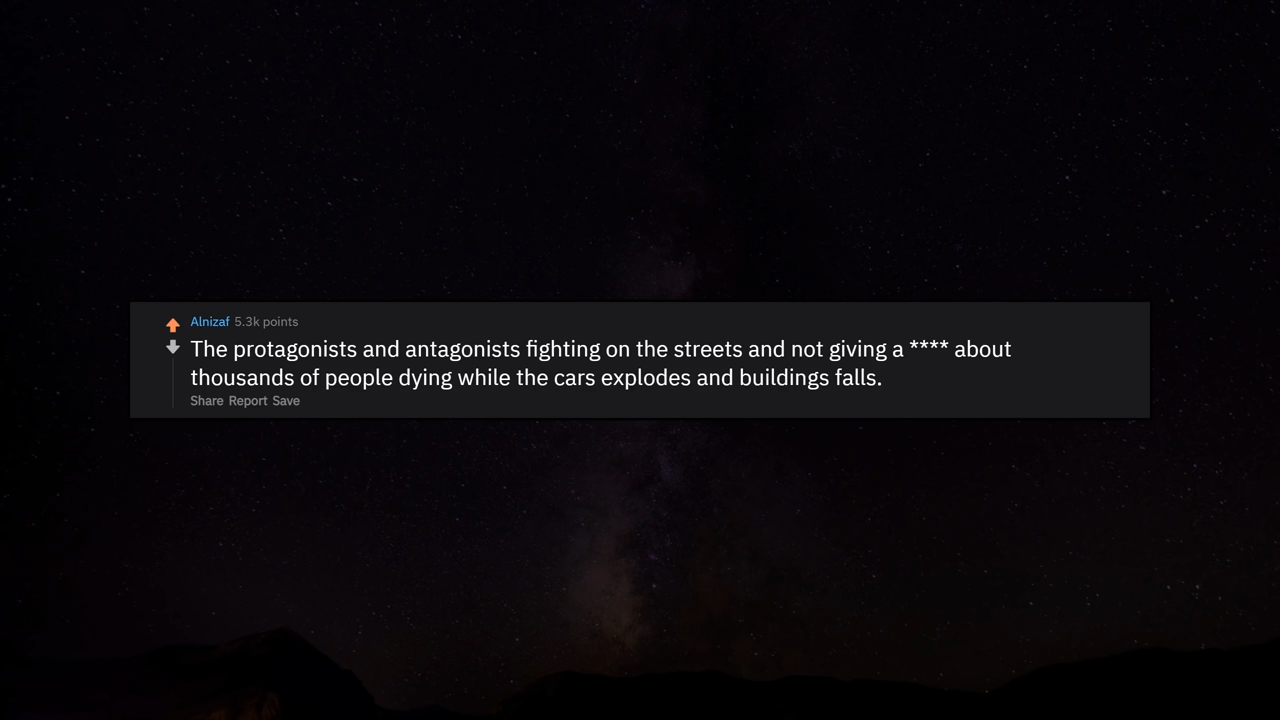 Alnizaf 5.3k points
The protagonists and antagonists fighting on the streets and not giving a **** about
thousands of people dying while the cars explodes and buildings falls.
Share Report Save